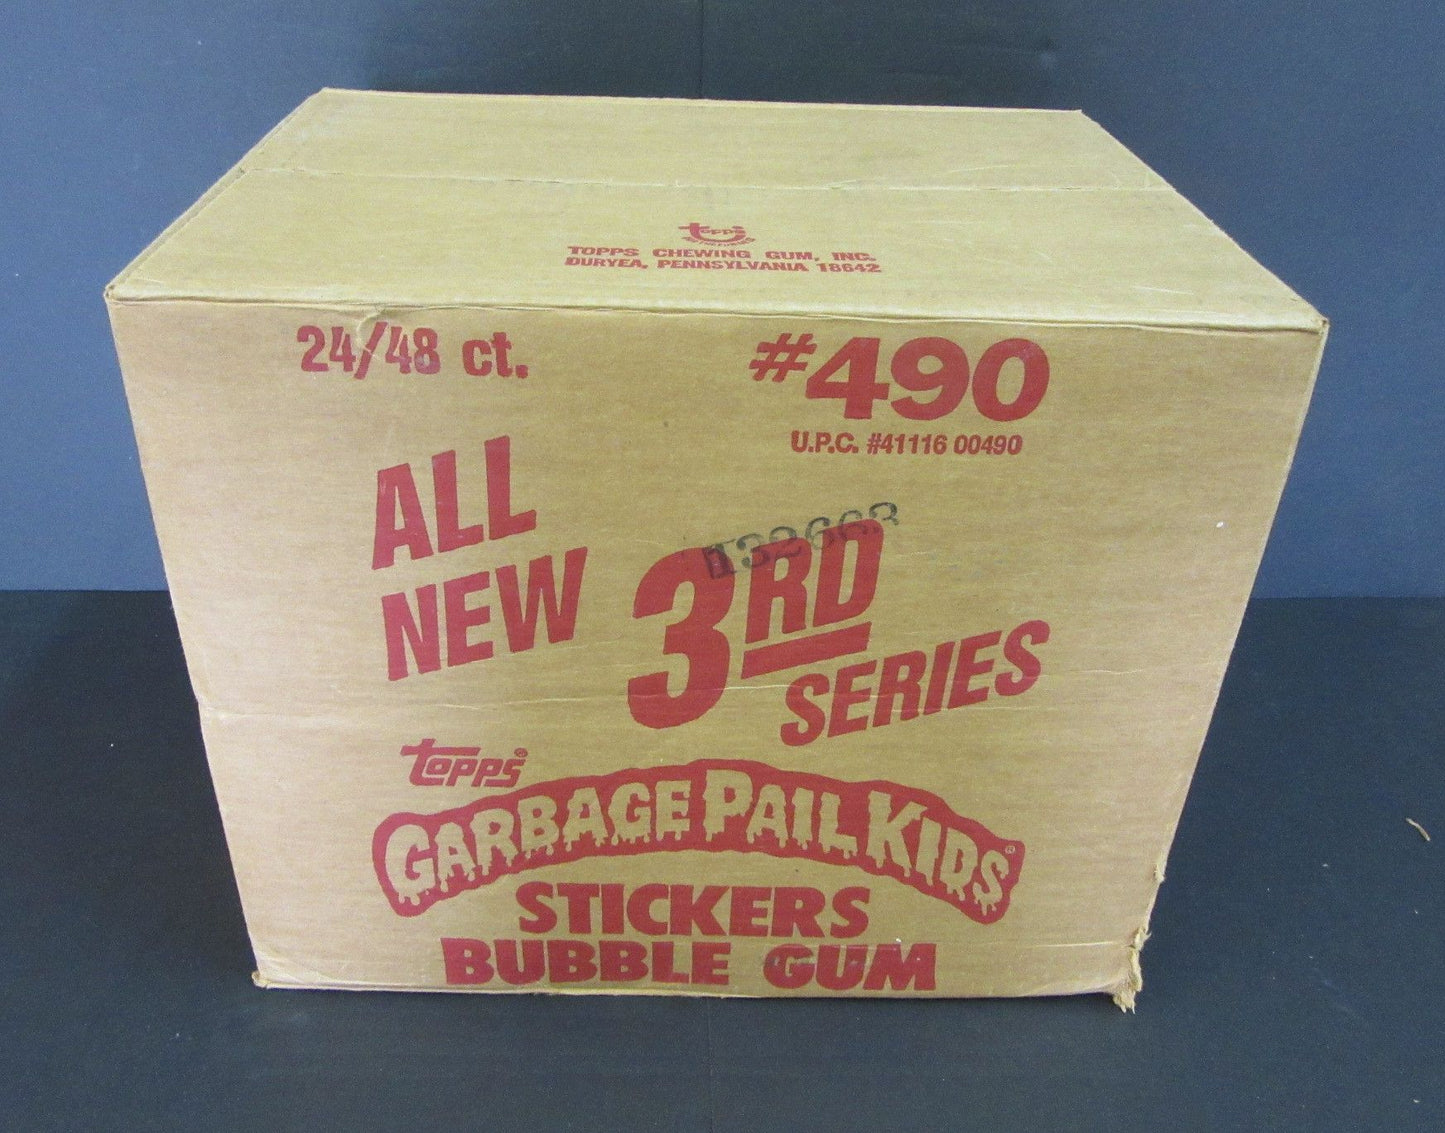 topps
TOPPS CHEWING GUM, INC.
DURYEA, PENNSYLVANIA 18642
24/48 ct.
#490
U.P.C. #41116 00490
ALL
NEW
3RD
SERIES
132663
topps®
GARBAGE PAIL KIDS®
STICKERS
BUBBLE GUM